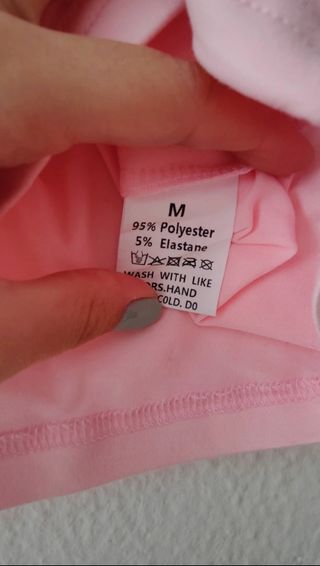 M
95% Polyester
5% Elastane
WASH WITH LIKE
ORS.HAND
COLD. DO